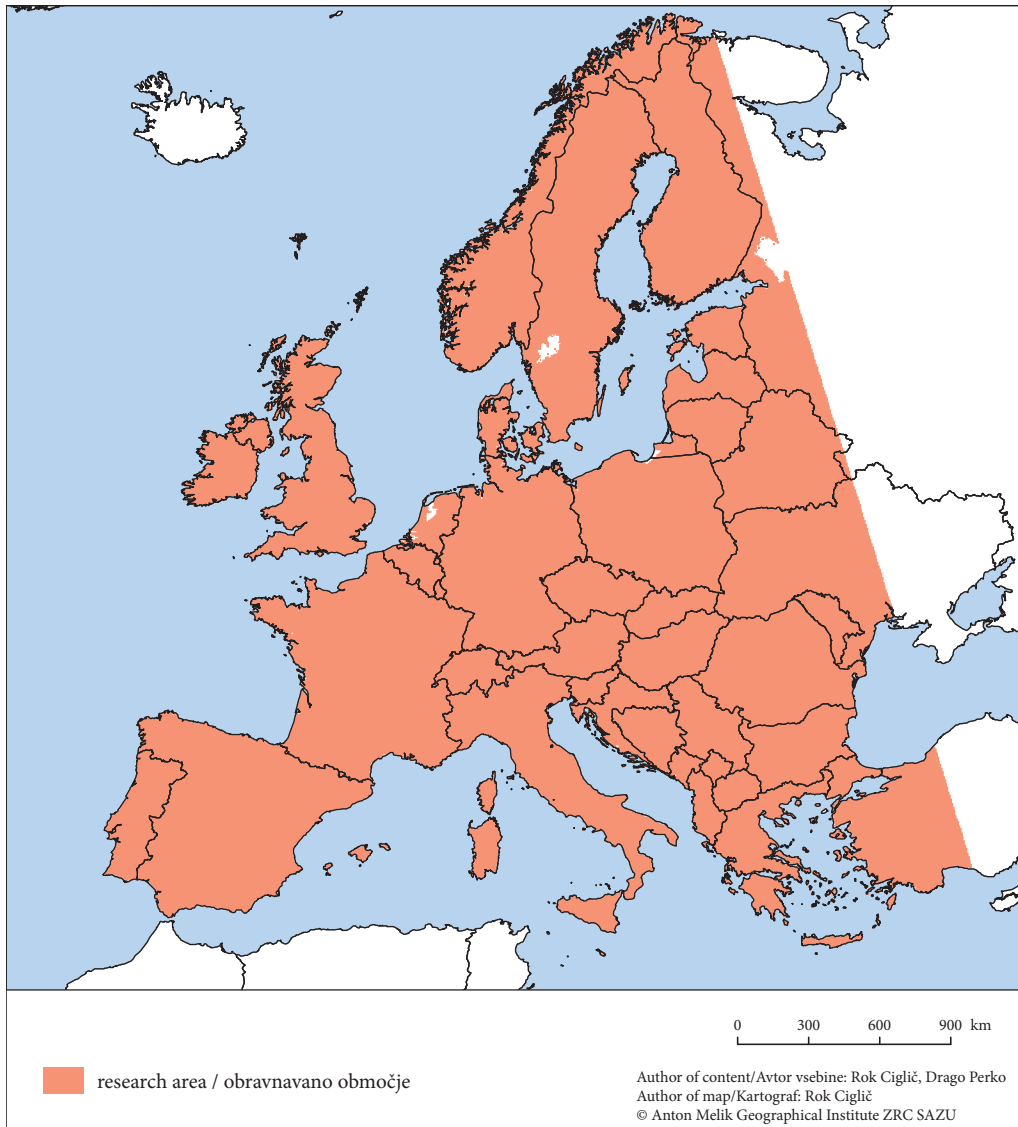 0 300 600 900 km
research area / obravnavano območje
Author of content/Avtor vsebine: Rok Ciglič, Drago Perko
Author of map/Kartograf: Rok Ciglič
© Anton Melik Geographical Institute ZRC SAZU